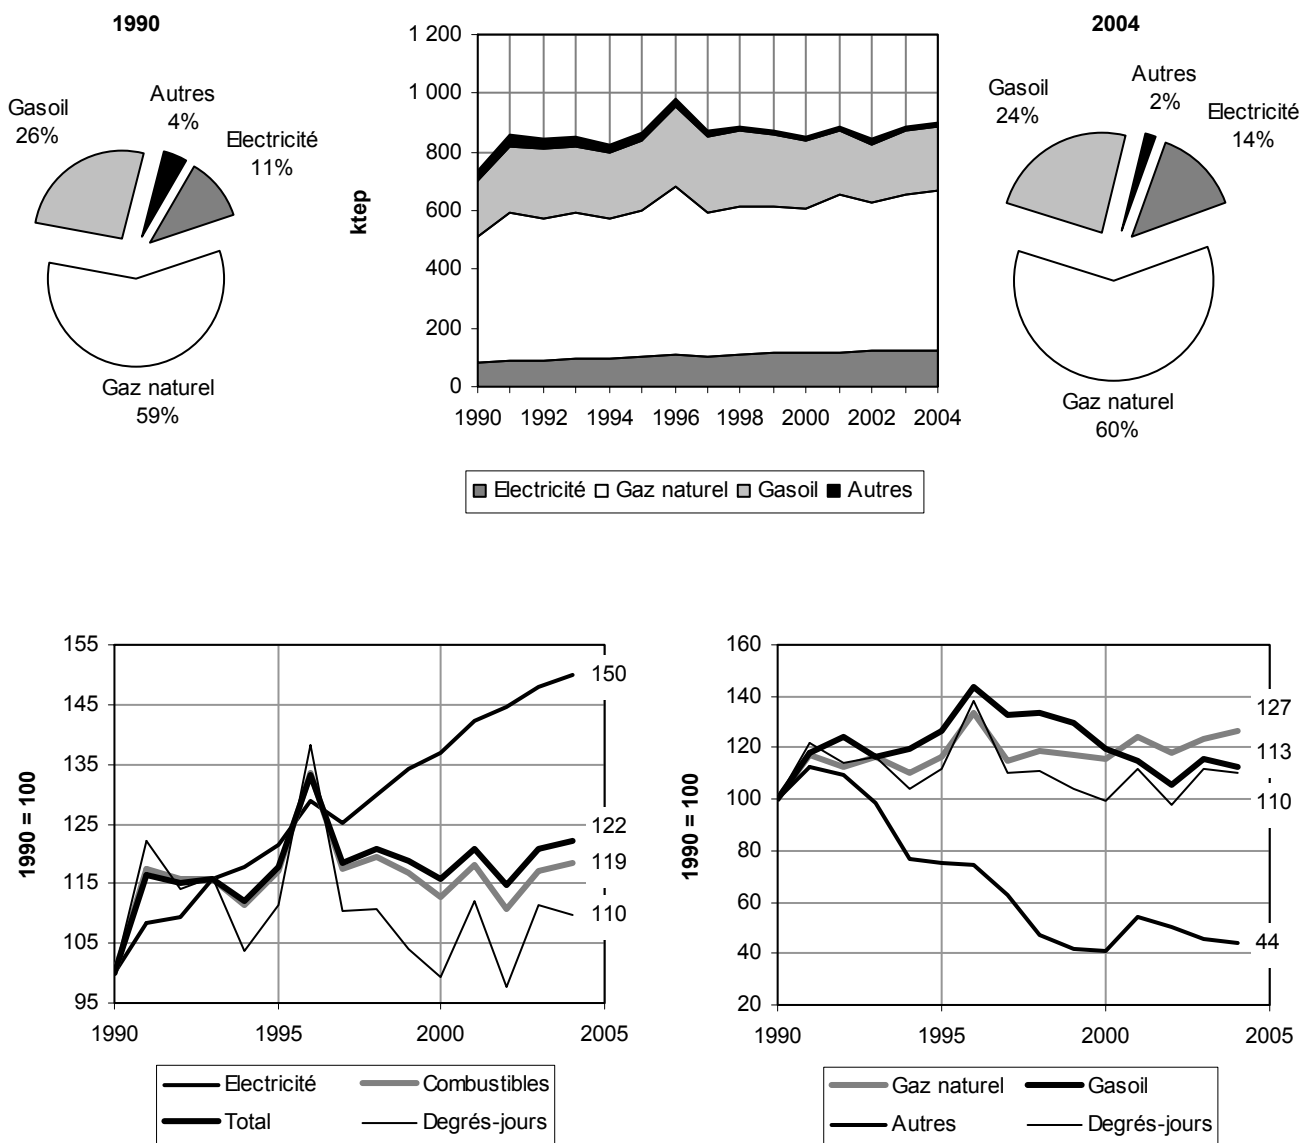 1990
Gasoil
26%
Autres
4%
Electricité
11%
Gaz naturel
59%
ktep
1 200
1 000
800
600
400
200
0
1990 1992 1994 1996 1998 2000 2002 2004
Electricité Gaz naturel Gasoil Autres
2004
Gasoil
24%
Autres
2%
Electricité
14%
Gaz naturel
60%
1990 = 100
155
145
135
125
115
105
95
150
122
119
110
1990 1995 2000 2005
Electricité Combustibles
Total Degrés-jours
1990 = 100
160
140
120
100
80
60
40
20
127
113
110
44
1990 1995 2000 2005
Gaz naturel Gasoil
Autres Degrés-jours